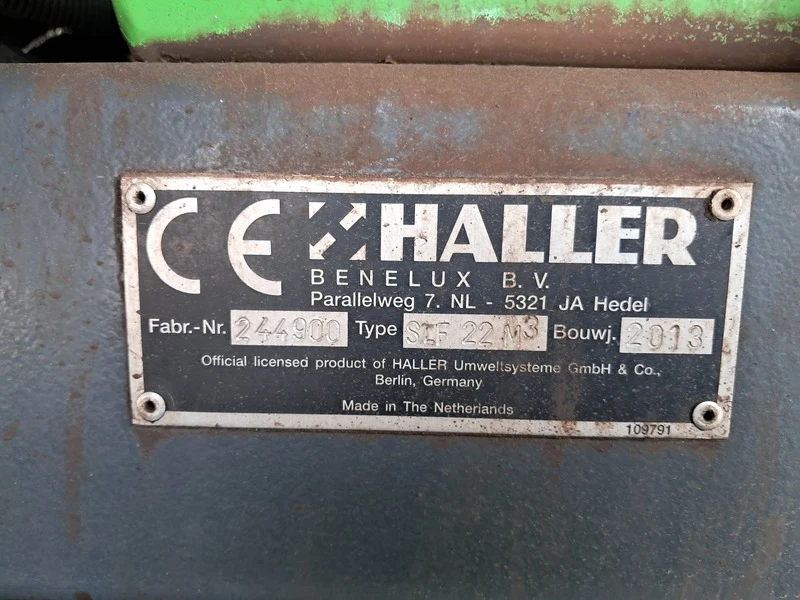 CE HALLER
BENELUX B. V.
Parallelweg 7. NL - 5321 JA Hedel
Fabr.-Nr. 244900 Type SLF 22 M3 Bouwj. 2013
Official licensed product of HALLER Umweltsysteme GmbH & Co.,
Berlin, Germany
Made in The Netherlands
109791